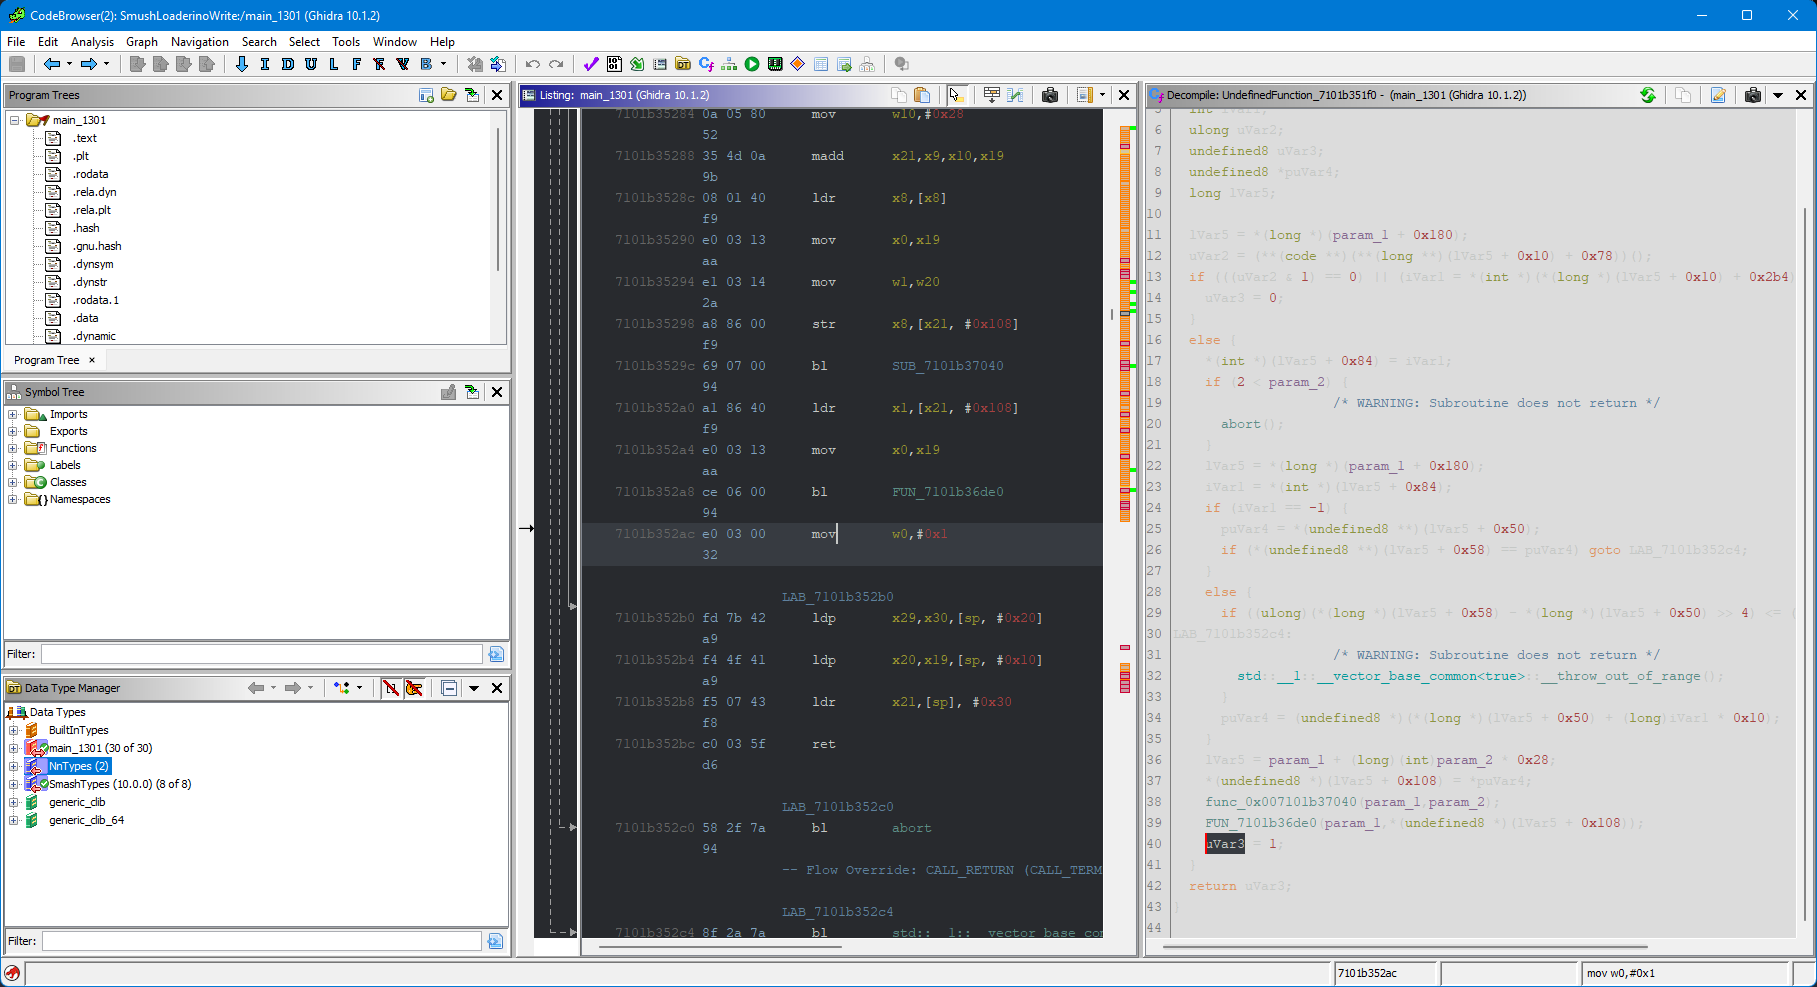 CodeBrowser(2): SmushLoaderinoWrite:/main_1301 (Ghidra 10.1.2)
File Edit Analysis Graph Navigation Search Select Tools Window Help
I D U L F V B
Program Trees
main_1301
.text
.plt
.rodata
.rela.dyn
.rela.plt
.hash
.gnu.hash
.dynsym
.dynstr
.rodata.1
.data
.dynamic
Program Tree ×
Symbol Tree
Imports
Exports
Functions
Labels
Classes
Namespaces
Filter:
Data Type Manager
Data Types
BuiltInTypes
main_1301 (30 of 30)
NnTypes (2)
SmashTypes (10.0.0) (8 of 8)
generic_clib
generic_clib_64
Filter:
Listing: main_1301 (Ghidra 10.1.2)
7101b35284 0a 05 80 mov w10,#0x28
52
7101b35288 35 4d 0a madd x21,x9,x10,x19
9b
7101b3528c 08 01 40 ldr x8,[x8]
f9
7101b35290 e0 03 13 mov x0,x19
aa
7101b35294 e1 03 14 mov w1,w20
2a
7101b35298 a8 86 00 str x8,[x21, #0x108]
f9
7101b3529c 69 07 00 bl SUB_7101b37040
94
7101b352a0 a1 86 40 ldr x1,[x21, #0x108]
f9
7101b352a4 e0 03 13 mov x0,x19
aa
7101b352a8 ce 06 00 bl FUN_7101b36de0
94
7101b352ac e0 03 00 mov w0,#0x1
32
LAB_7101b352b0
7101b352b0 fd 7b 42 ldp x29,x30,[sp, #0x20]
a9
7101b352b4 f4 4f 41 ldp x20,x19,[sp, #0x10]
a9
7101b352b8 f5 07 43 ldr x21,[sp], #0x30
f8
7101b352bc c0 03 5f ret
d6
LAB_7101b352c0
7101b352c0 58 2f 7a bl abort
94
-- Flow Override: CALL_RETURN (CALL_TERM
LAB_7101b352c4
7101b352c4 8f 2a 7a bl std::__1::__vector_base_con
Decompile: UndefinedFunction_7101b351f0 - (main_1301 (Ghidra 10.1.2))
5 int iVar1;
6 ulong uVar2;
7 undefined8 uVar3;
8 undefined8 *puVar4;
9 long lVar5;
10
11 lVar5 = *(long *)(param_1 + 0x180);
12 uVar2 = (**(code **)(**(long **)(lVar5 + 0x10) + 0x78))();
13 if (((uVar2 & 1) == 0) || (iVar1 = *(int *)(*(long *)(lVar5 + 0x10) + 0x2b4)
14 uVar3 = 0;
15 }
16 else {
17 *(int *)(lVar5 + 0x84) = iVar1;
18 if (2 < param_2) {
19 /* WARNING: Subroutine does not return */
20 abort();
21 }
22 lVar5 = *(long *)(param_1 + 0x180);
23 iVar1 = *(int *)(lVar5 + 0x84);
24 if (iVar1 == -1) {
25 puVar4 = *(undefined8 **)(lVar5 + 0x50);
26 if (*(undefined8 **)(lVar5 + 0x58) == puVar4) goto LAB_7101b352c4;
27 }
28 else {
29 if ((ulong)(*(long *)(lVar5 + 0x58) - *(long *)(lVar5 + 0x50) >> 4) <= (
30 LAB_7101b352c4:
31 /* WARNING: Subroutine does not return */
32 std::__1::__vector_base_common<true>::__throw_out_of_range();
33 }
34 puVar4 = (undefined8 *)(*(long *)(lVar5 + 0x50) + (long)iVar1 * 0x10);
35 }
36 lVar5 = param_1 + (long)(int)param_2 * 0x28;
37 *(undefined8 *)(lVar5 + 0x108) = *puVar4;
38 func_0x007101b37040(param_1,param_2);
39 FUN_7101b36de0(param_1,*(undefined8 *)(lVar5 + 0x108));
40 uVar3 = 1;
41 }
42 return uVar3;
43 }
44
7101b352ac
mov w0,#0x1